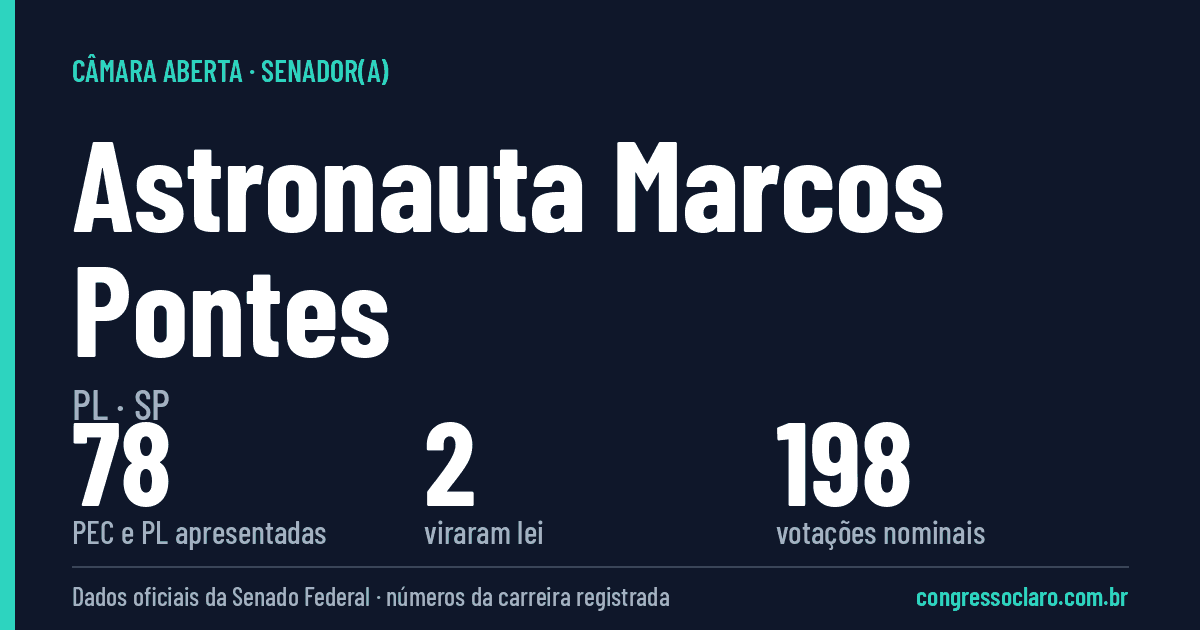 CÂMARA ABERTA · SENADOR(A)
Astronauta Marcos
Pontes
PL · SP
78
2
198
PEC e PL apresentadas
viraram lei
votações nominais
Dados oficiais da Senado Federal · números da carreira registrada
congressoclaro.com.br